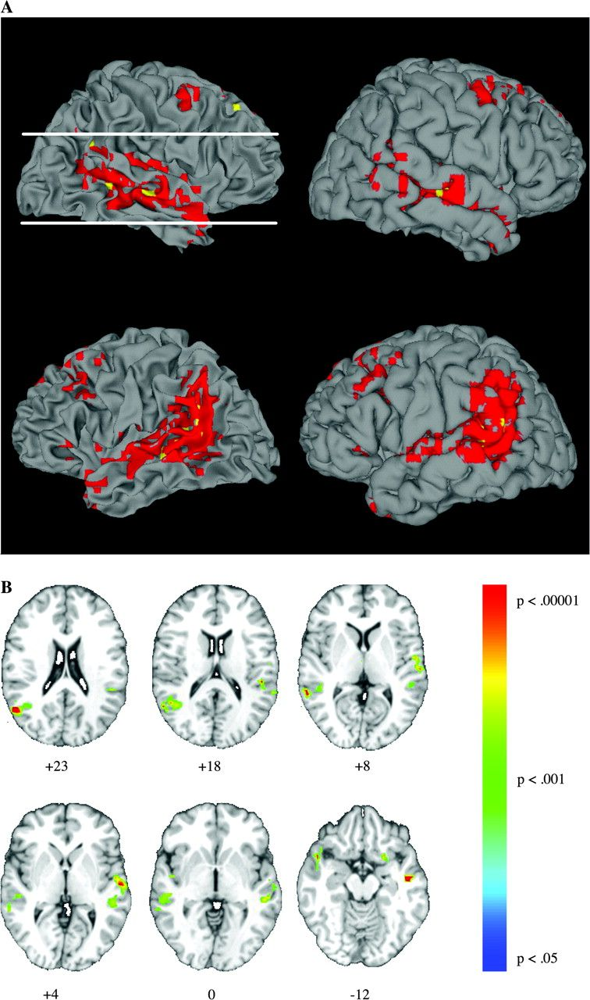 A
B
p < .00001
+23
+18
+8
p < .001
p < .05
+4
0
-12